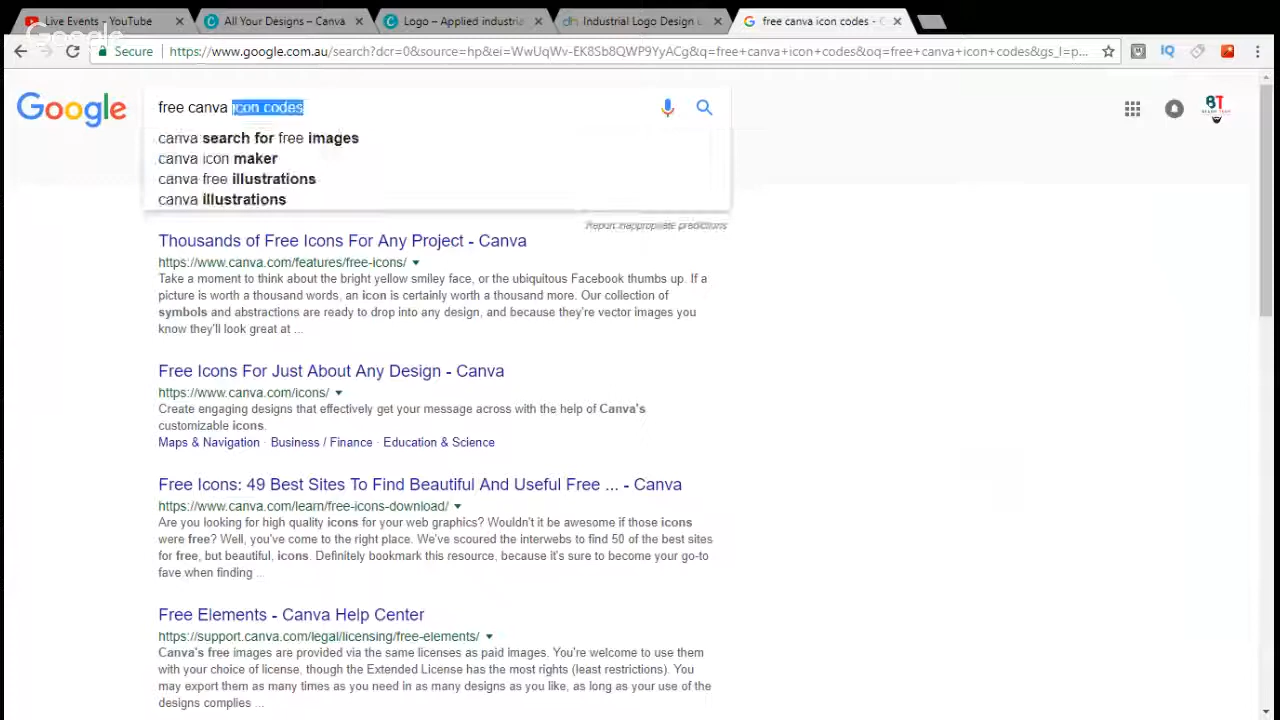 Live Events - YouTube
All Your Designs – Canva
Logo – Applied industria
Industrial Logo Design u
free canva icon codes - G
Secure
https://www.google.com.au/search?dcr=0&source=hp&ei=WwUqWv-EK8Sb8QWP9YyACg&q=free+canva+icon+codes&oq=free+canva+icon+codes&gs_l=p...
IQ
Google
Google
free canva icon codes
BT
canva search for free images
canva icon maker
canva free illustrations
canva illustrations
Report inappropriate predictions
Thousands of Free Icons For Any Project - Canva
https://www.canva.com/features/free-icons/
Take a moment to think about the bright yellow smiley face, or the ubiquitous Facebook thumbs up. If a
picture is worth a thousand words, an icon is certainly worth a thousand more. Our collection of
symbols and abstractions are ready to drop into any design, and because they're vector images you
know they'll look great at ...
Free Icons For Just About Any Design - Canva
https://www.canva.com/icons/
Create engaging designs that effectively get your message across with the help of Canva's
customizable icons.
Maps & Navigation · Business / Finance · Education & Science
Free Icons: 49 Best Sites To Find Beautiful And Useful Free ... - Canva
https://www.canva.com/learn/free-icons-download/
Are you looking for high quality icons for your web graphics? Wouldn't it be awesome if those icons
were free? Well, you've come to the right place. We've scoured the interwebs to find 50 of the best sites
for free, but beautiful, icons. Definitely bookmark this resource, because it's sure to become your go-to
fave when finding ...
Free Elements - Canva Help Center
https://support.canva.com/legal/licensing/free-elements/
Canva's free images are provided via the same licenses as paid images. You're welcome to use them
with your choice of license, though the Extended License has the most rights (least restrictions). You
may export them as many times as you need in as many designs as you like, as long as your use of the
designs complies ...